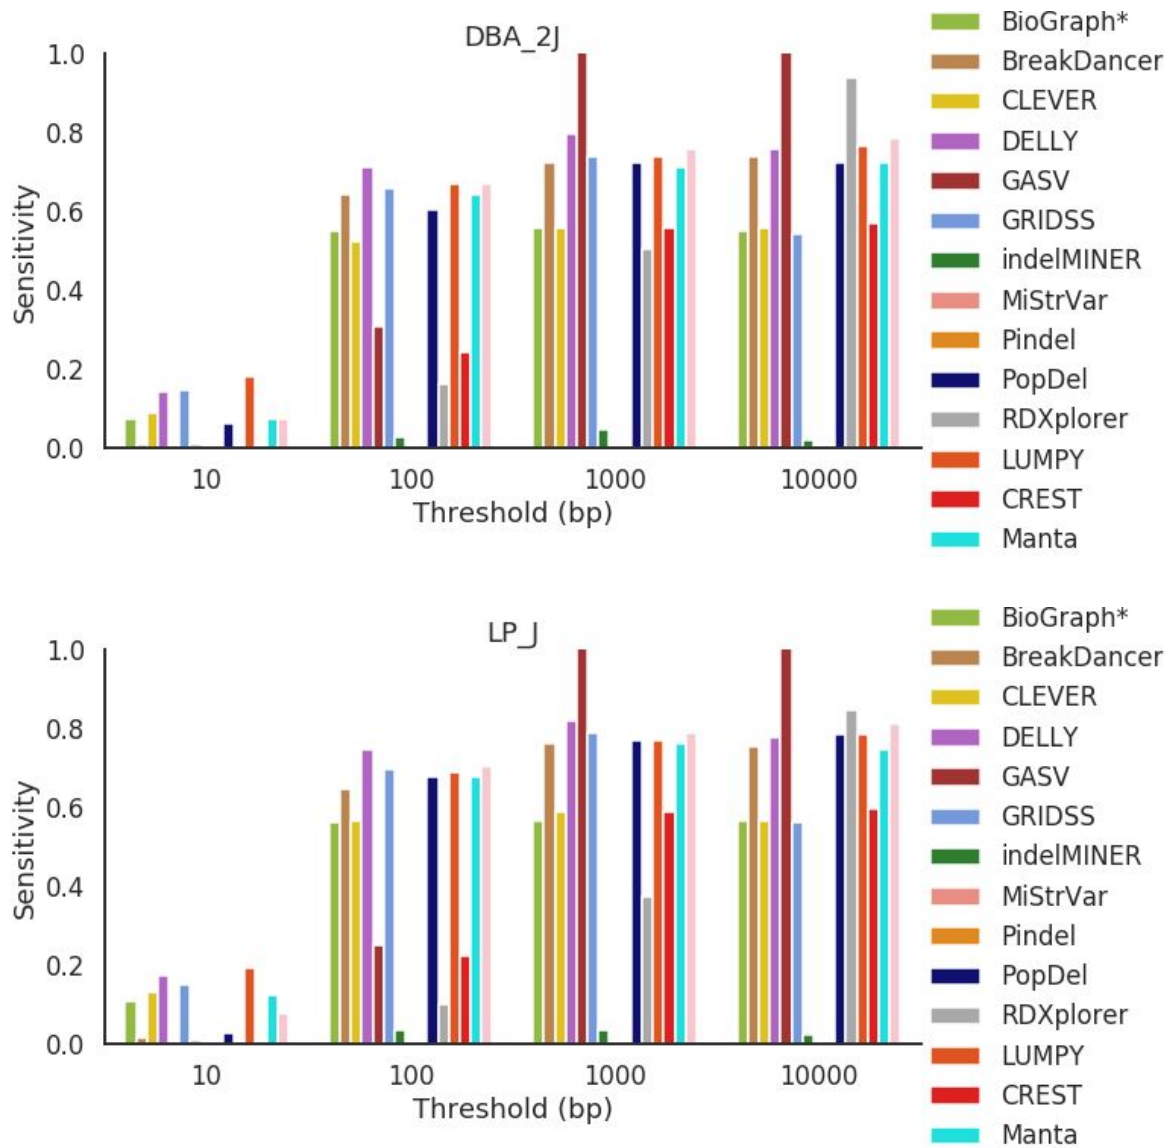 DBA_2J
Sensitivity
1.0
0.8
0.6
0.4
0.2
0.0
10
100
1000
10000
Threshold (bp)
BioGraph*
BreakDancer
CLEVER
DELLY
GASV
GRIDSS
indelMINER
MiStrVar
Pindel
PopDel
RDXplorer
LUMPY
CREST
Manta
LP_J
Sensitivity
1.0
0.8
0.6
0.4
0.2
0.0
10
100
1000
10000
Threshold (bp)
BioGraph*
BreakDancer
CLEVER
DELLY
GASV
GRIDSS
indelMINER
MiStrVar
Pindel
PopDel
RDXplorer
LUMPY
CREST
Manta